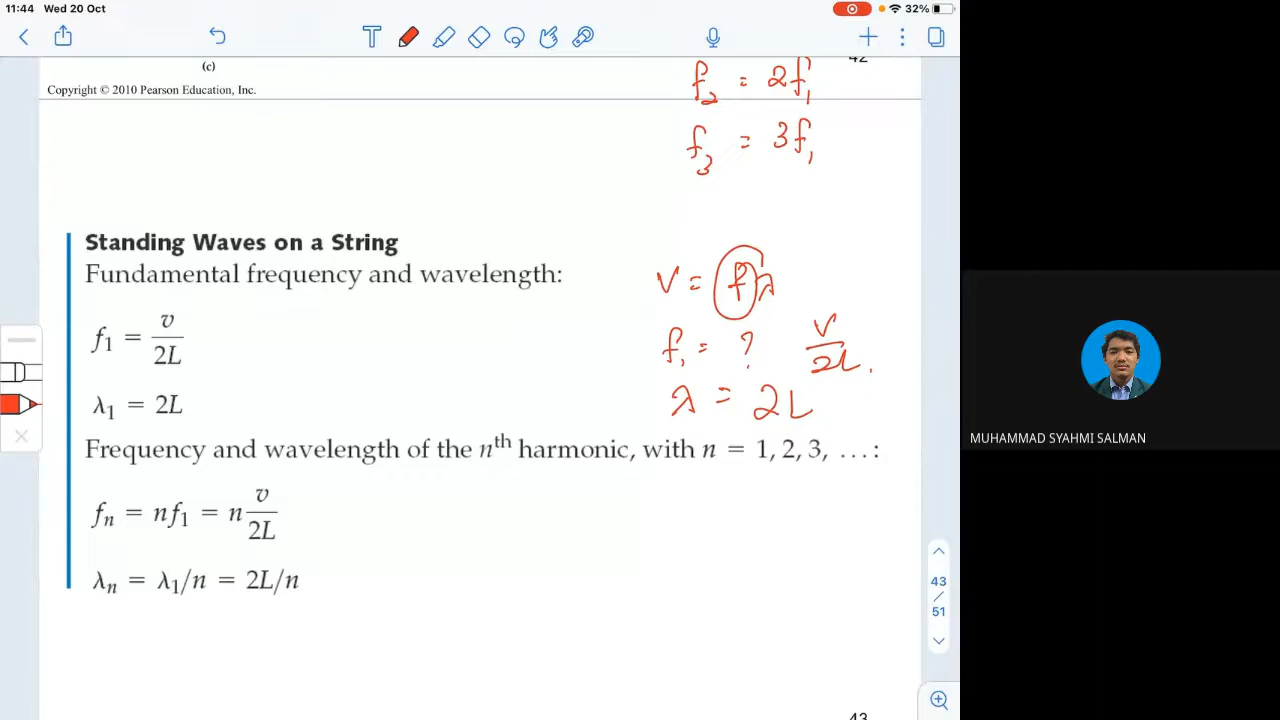 11:44 Wed 20 Oct
32%
T
(c)
42
Copyright © 2010 Pearson Education, Inc.
f₂ = 2f₁
f₃ = 3f₁
Standing Waves on a String
Fundamental frequency and wavelength:
f₁ = v/2L
λ₁ = 2L
v = fλ
f₁ = ? v/2L.
λ = 2L
Frequency and wavelength of the nᵗʰ harmonic, with n = 1, 2, 3, …:
fₙ = nf₁ = n v/2L
λₙ = λ₁/n = 2L/n
43
/
51
43
MUHAMMAD SYAHMI SALMAN